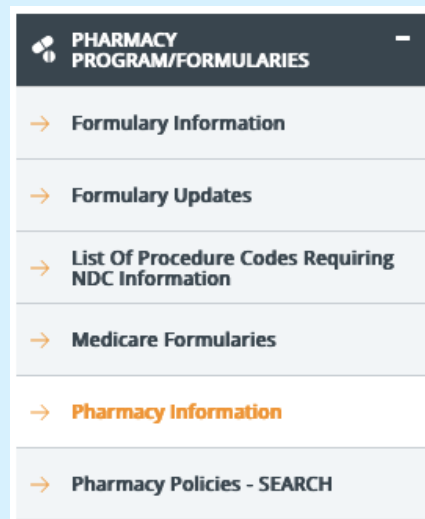 PHARMACY
PROGRAM/FORMULARIES
Formulary Information
Formulary Updates
List Of Procedure Codes Requiring
NDC Information
Medicare Formularies
Pharmacy Information
Pharmacy Policies - SEARCH